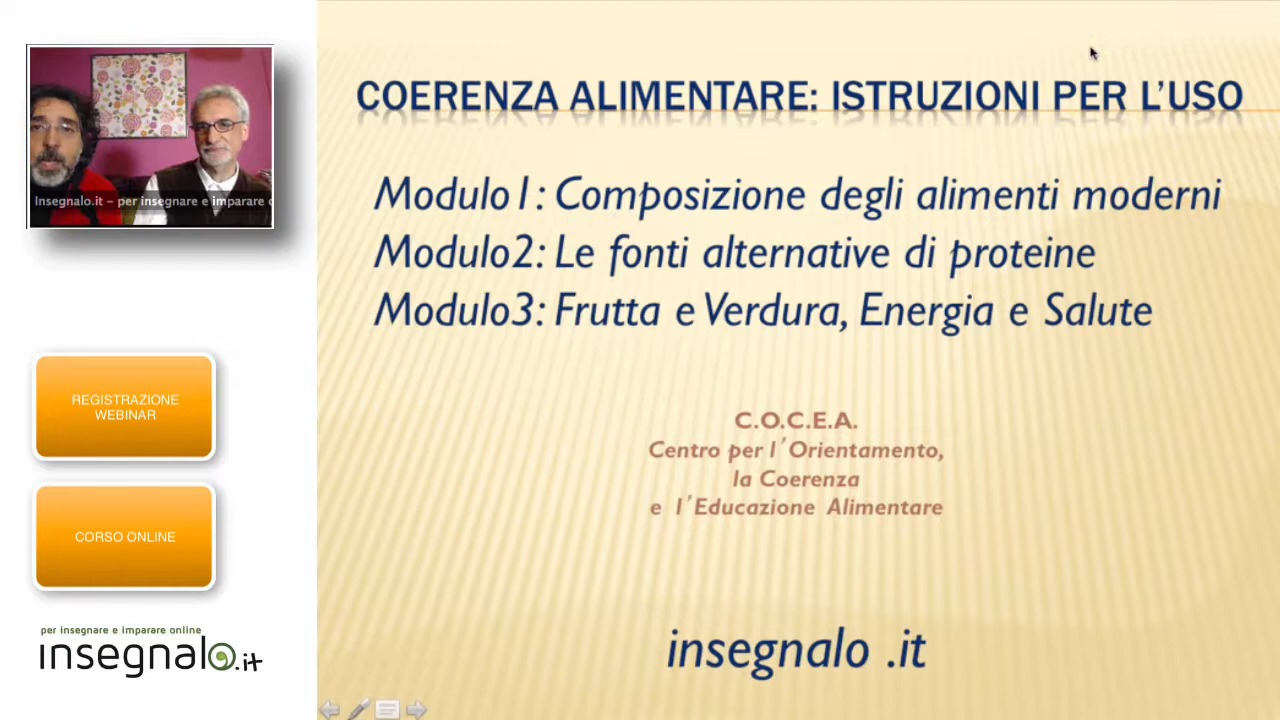 Insegnalo.it – per insegnare e imparare
REGISTRAZIONE
WEBINAR
CORSO ONLINE
per insegnare e imparare online
insegnalo.it
COERENZA ALIMENTARE: ISTRUZIONI PER L’USO
Modulo1: Composizione degli alimenti moderni
Modulo2: Le fonti alternative di proteine
Modulo3: Frutta e Verdura, Energia e Salute
C.O.C.E.A.
Centro per l’Orientamento,
la Coerenza
e l’Educazione Alimentare
insegnalo .it